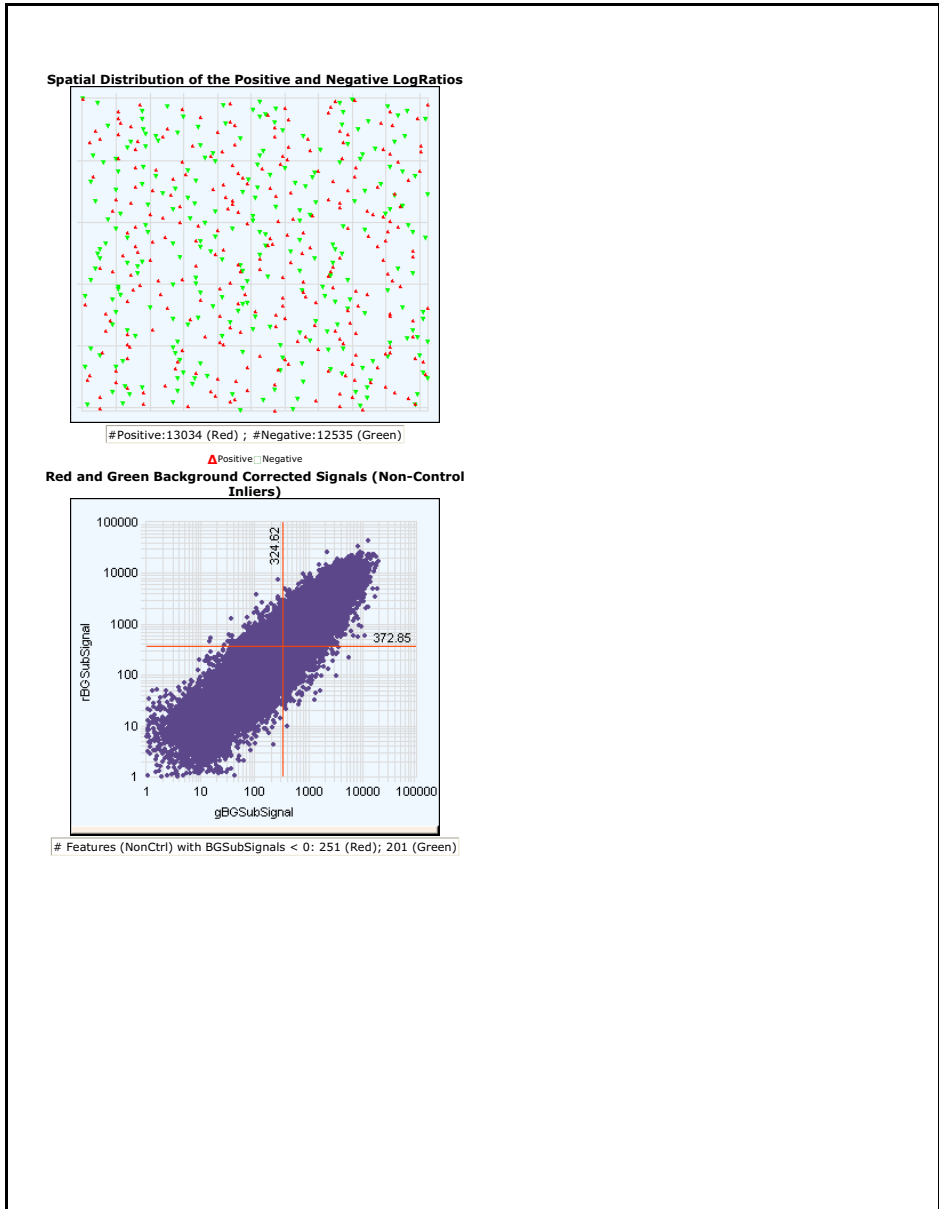 Spatial Distribution of the Positive and Negative LogRatios
#Positive:13034 (Red) ; #Negative:12535 (Green)
Positive Negative
Red and Green Background Corrected Signals (Non-Control
Inliers)
100000
10000
1000
100
10
1
rBGSubSignal
324.62
372.85
1 10 100 1000 10000 100000
gBGSubSignal
# Features (NonCtrl) with BGSubSignals < 0: 251 (Red); 201 (Green)